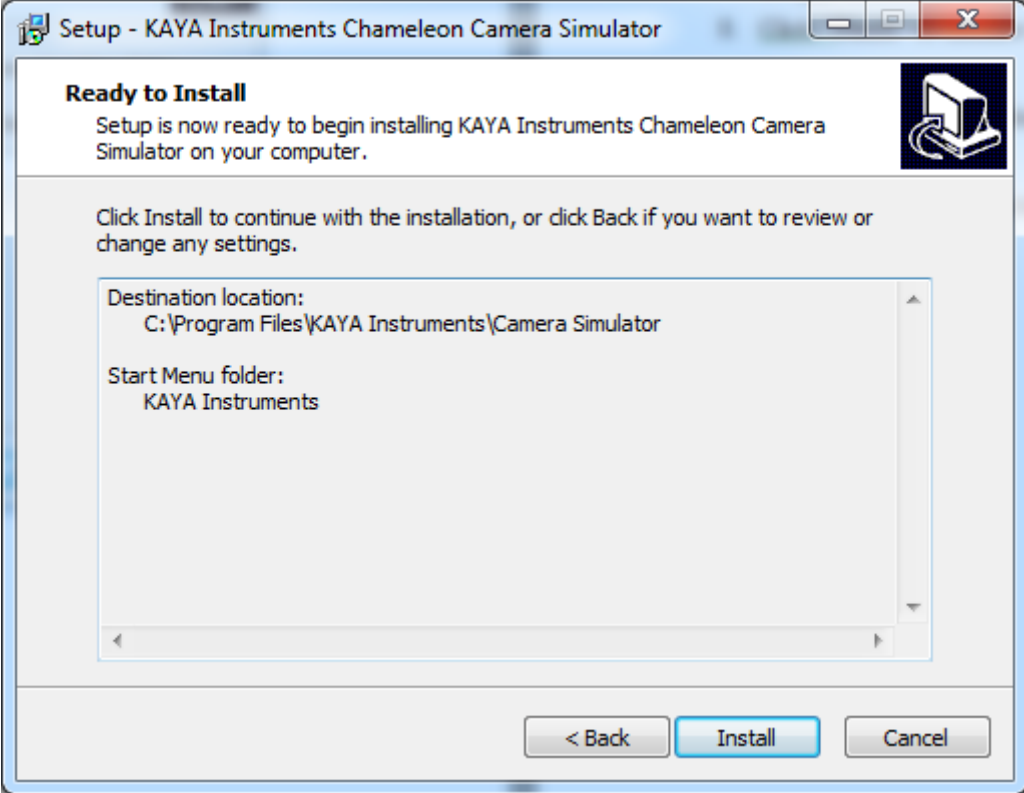 Setup - KAYA Instruments Chameleon Camera Simulator
Ready to Install
Setup is now ready to begin installing KAYA Instruments Chameleon Camera
Simulator on your computer.
Click Install to continue with the installation, or click Back if you want to review or
change any settings.
Destination location:
C:\Program Files\KAYA Instruments\Camera Simulator
Start Menu folder:
KAYA Instruments
< Back
Install
Cancel